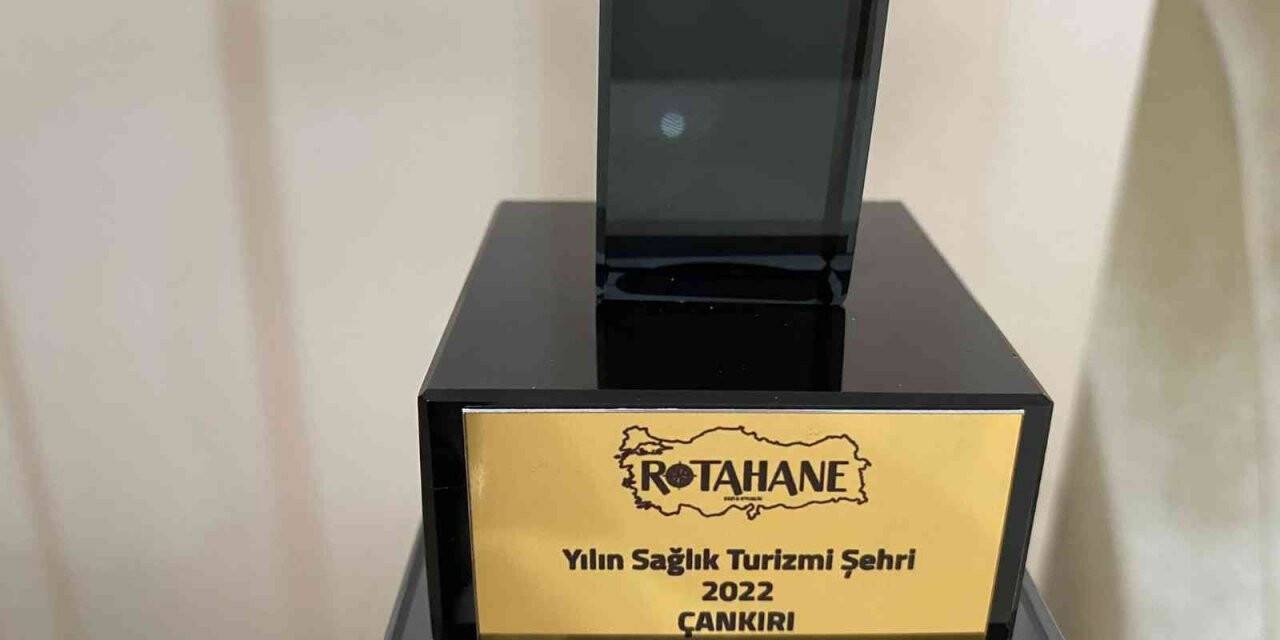 ROTAHANE
Yılın Sağlık Turizmi Şehri
2022
ÇANKIRI